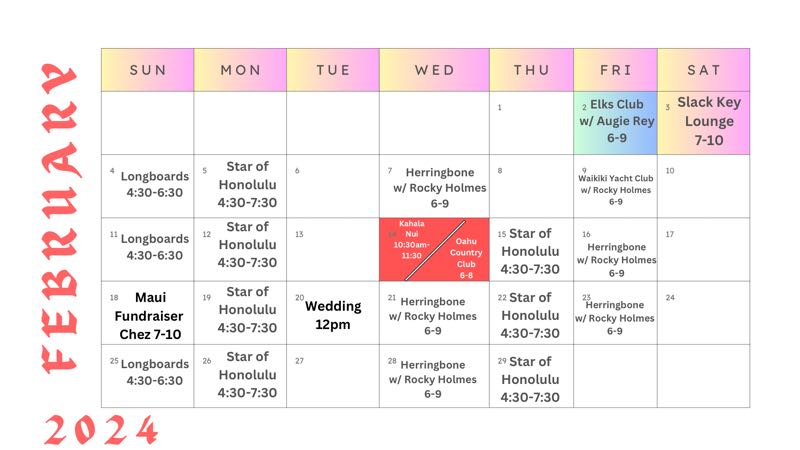 FEBRUARY
SUN MON TUE WED THU FRI SAT
1
2 Elks Club
w/ Augie Rey
6-9
3 Slack Key
Lounge
7-10
4 Longboards
4:30-6:30
5 Star of
Honolulu
4:30-7:30
6
7 Herringbone
w/ Rocky Holmes
6-9
8
9
Waikiki Yacht Club
w/ Rocky Holmes
6-9
10
11 Longboards
4:30-6:30
12 Star of
Honolulu
4:30-7:30
13
14
Kahala
Nui
10:30am-
11:30
Oahu
Country
Club
6-8
15 Star of
Honolulu
4:30-7:30
16
Herringbone
w/ Rocky Holmes
6-9
17
18 Maui
Fundraiser
Chez 7-10
19 Star of
Honolulu
4:30-7:30
20 Wedding
12pm
21 Herringbone
w/ Rocky Holmes
6-9
22 Star of
Honolulu
4:30-7:30
23
Herringbone
w/ Rocky Holmes
6-9
24
25 Longboards
4:30-6:30
26 Star of
Honolulu
4:30-7:30
27
28 Herringbone
w/ Rocky Holmes
6-9
29 Star of
Honolulu
4:30-7:30
2024